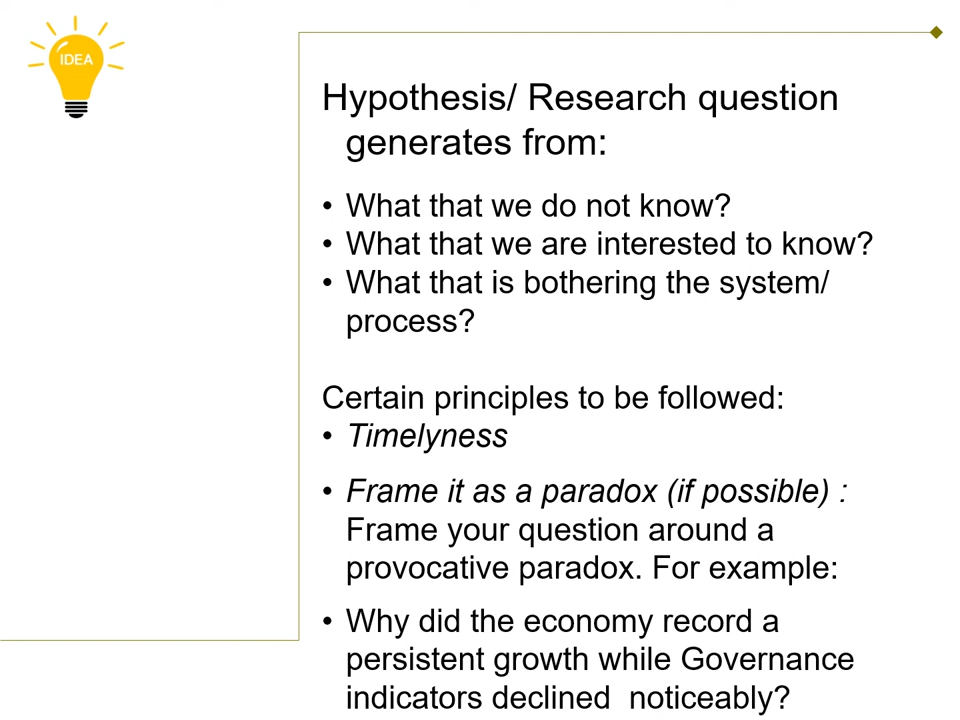 IDEA
Hypothesis/ Research question
generates from:
• What that we do not know?
• What that we are interested to know?
• What that is bothering the system/
process?
Certain principles to be followed:
• Timelyness
• Frame it as a paradox (if possible) :
Frame your question around a
provocative paradox. For example:
• Why did the economy record a
persistent growth while Governance
indicators declined  noticeably?